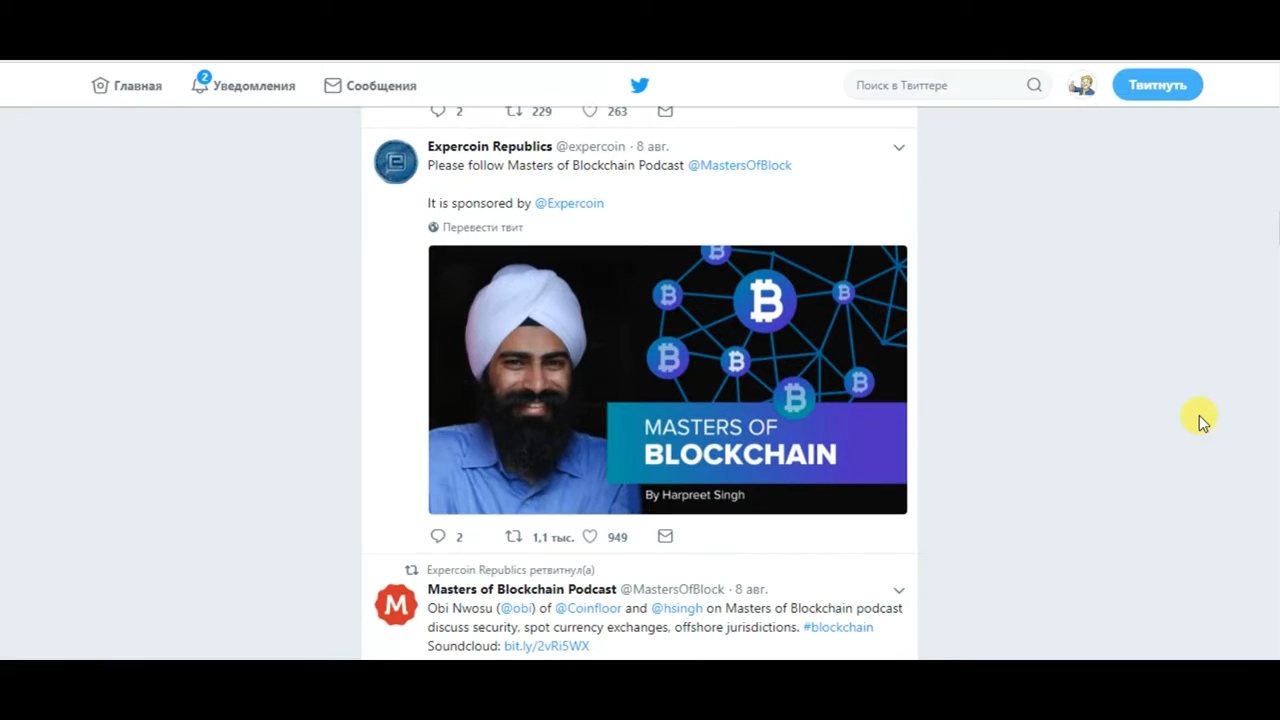 Главная
2
Уведомления
Сообщения
Поиск в Твиттере
Твитнуть
2 229 263
Expercoin Republics @expercoin · 8 авг.
Please follow Masters of Blockchain Podcast @MastersOfBlock
It is sponsored by @Expercoin
Перевести твит
MASTERS OF
BLOCKCHAIN
By Harpreet Singh
2 1,1 тыс. 949
Expercoin Republics ретвитнул(а)
M
Masters of Blockchain Podcast @MastersOfBlock · 8 авг.
Obi Nwosu (@obi) of @Coinfloor and @hsingh on Masters of Blockchain podcast
discuss security, spot currency exchanges, offshore jurisdictions. #blockchain
Soundcloud: bit.ly/2vRi5WX